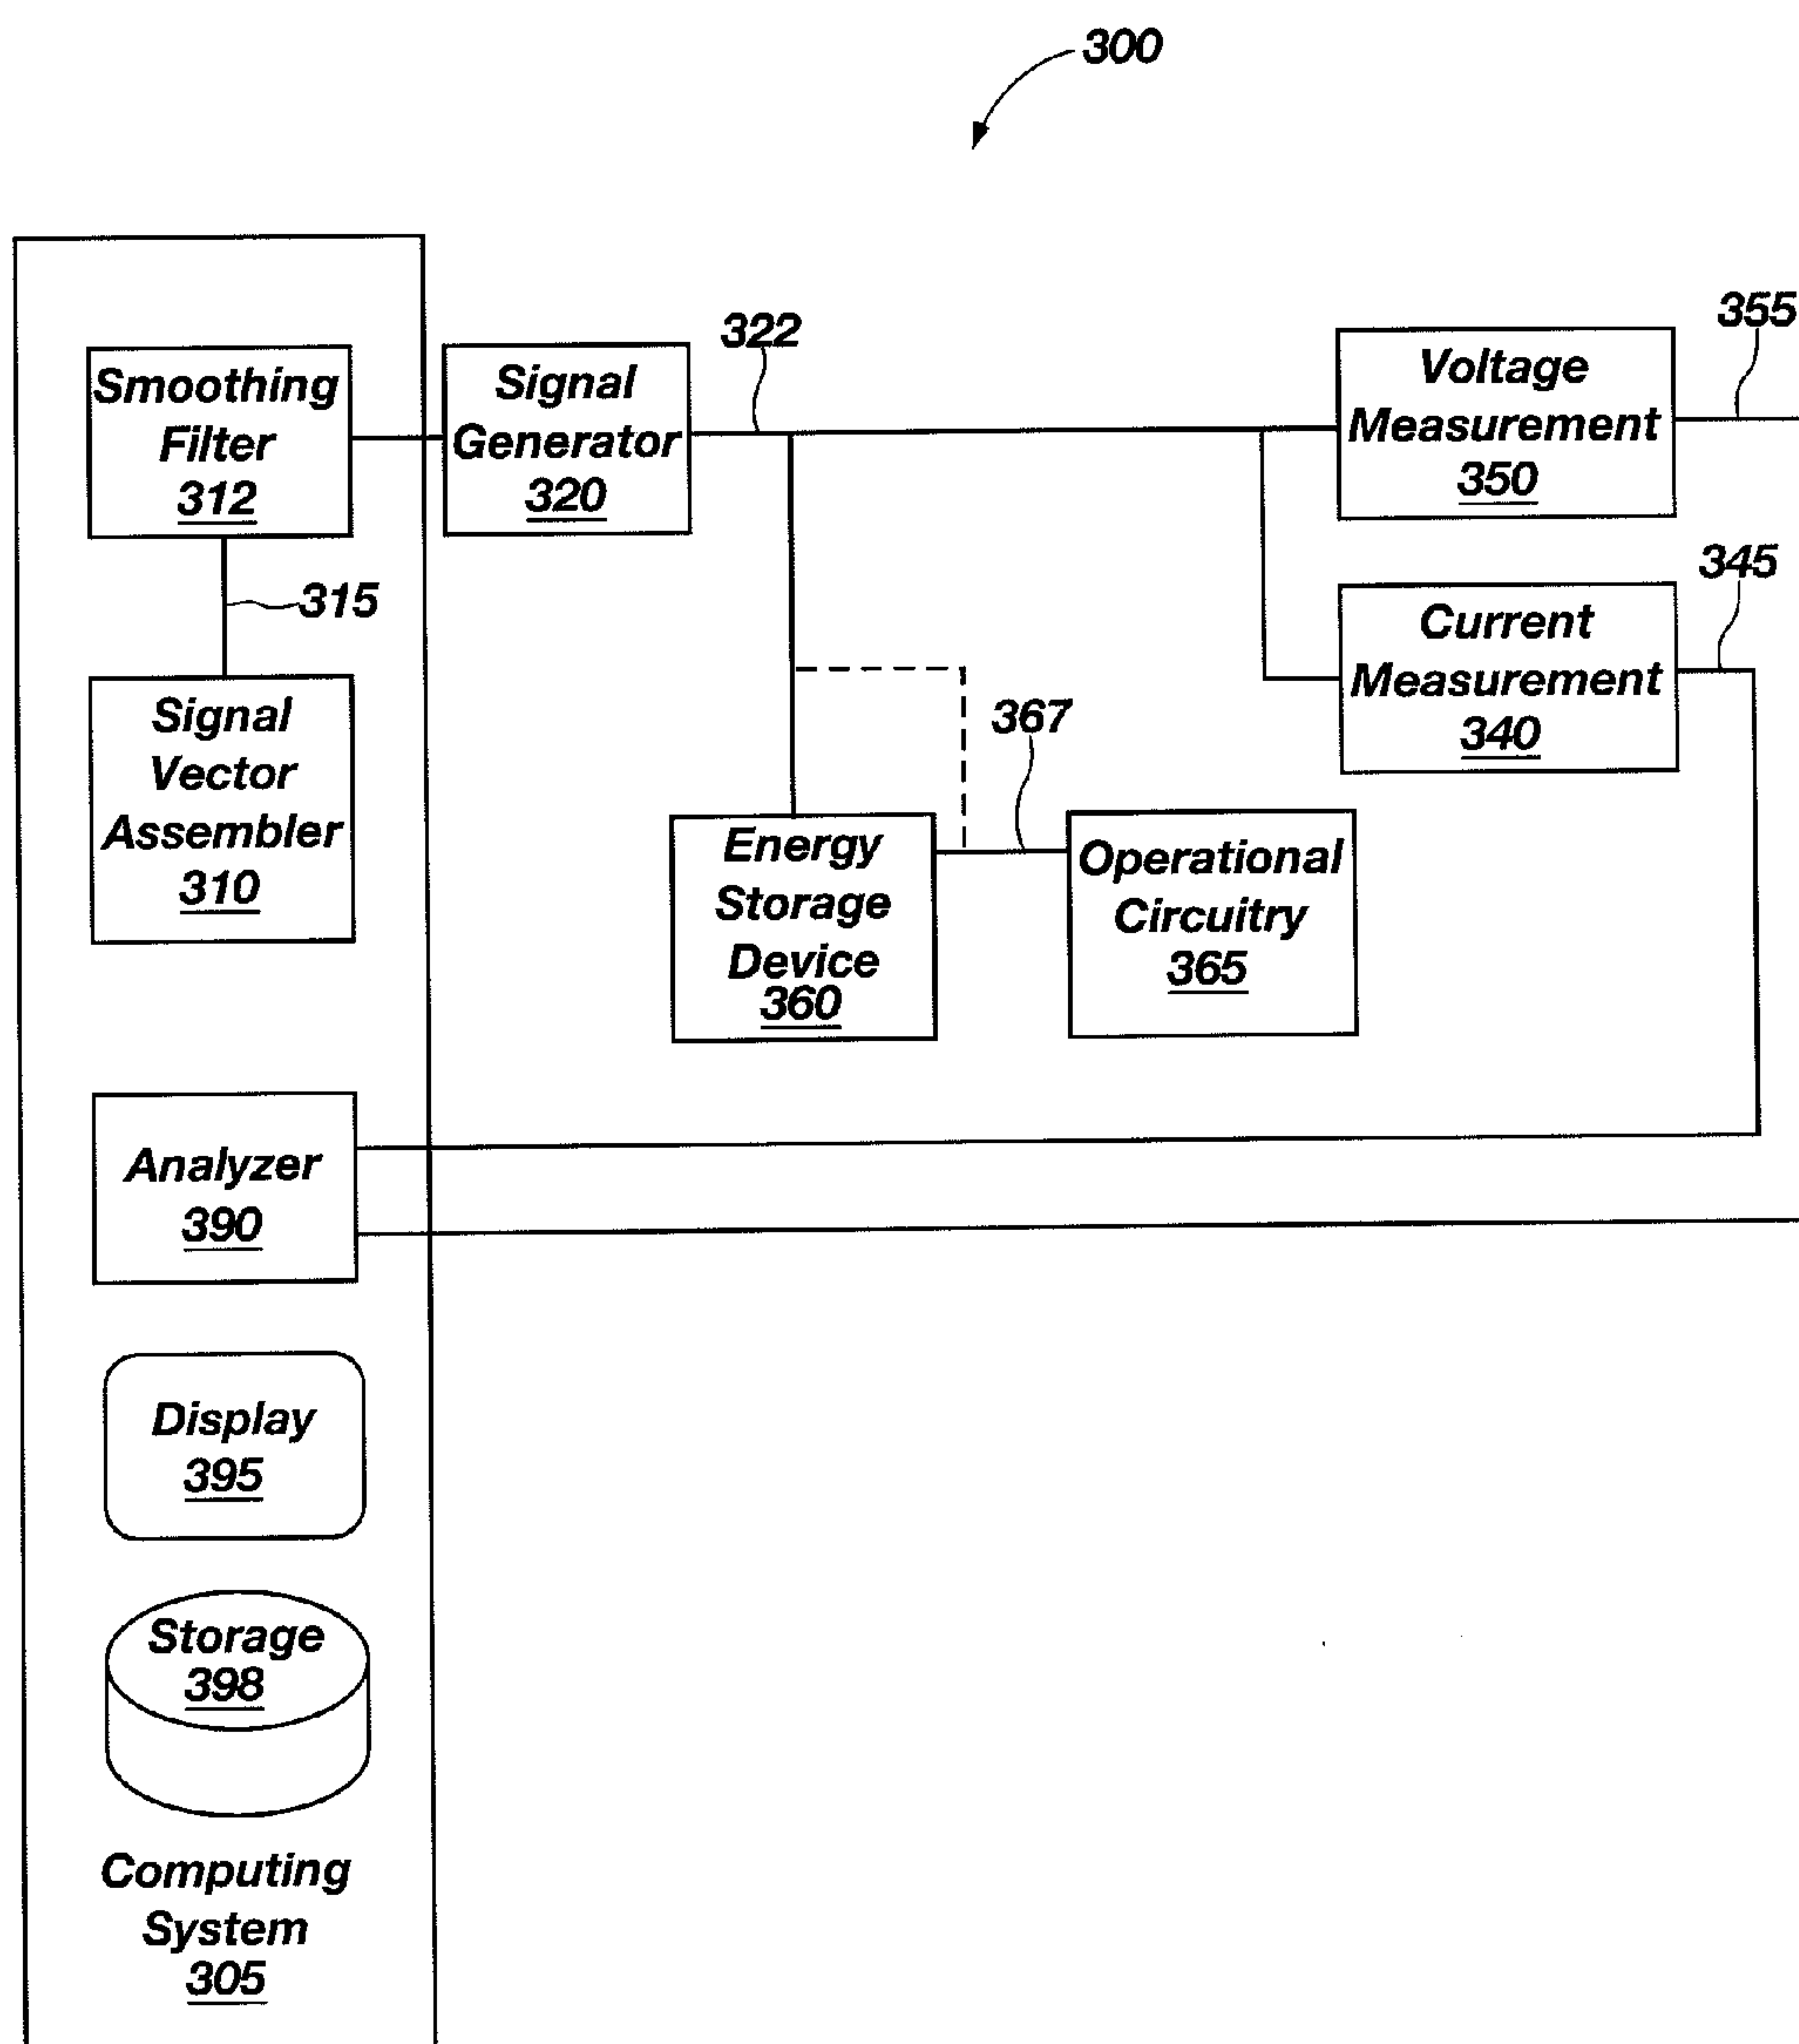 300
Smoothing
Filter
312
Signal
Generator
320
322
Voltage
Measurement
350
355
315
345
Current
Measurement
340
Signal
Vector
Assembler
310
367
Energy
Storage
Device
360
Operational
Circuitry
365
Analyzer
390
Display
395
Storage
398
Computing
System
305